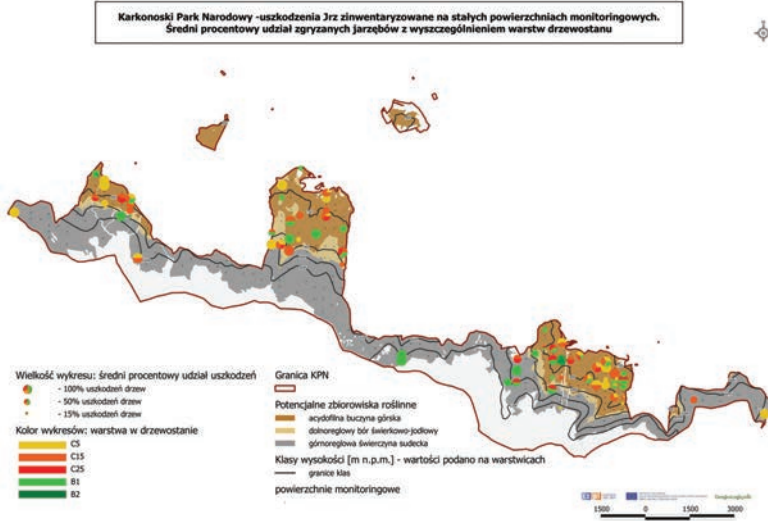 Karkonoski Park Narodowy -uszkodzenia Jrz zinwentaryzowane na stałych powierzchniach monitoringowych.
Średni procentowy udział zgryzanych jarzębów z wyszczególnieniem warstw drzewostanu
Wielkość wykresu: średni procentowy udział uszkodzeń
- 100% uszkodzeń drzew
- 50% uszkodzeń drzew
- 15% uszkodzeń drzew
Kolor wykresów: warstwa w drzewostanie
C5
C15
C25
B1
B2
Granica KPN
Potencjalne zbiorowiska roślinne
acydofilna buczyna górska
dolnoreglowy bór świerkowo-jodłowy
górnoreglowa świerczyna sudecka
Klasy wysokości [m n.p.m.] - wartości podano na warstwicach
granice klas
powierzchnie monitoringowe
1500 0 1500 3000